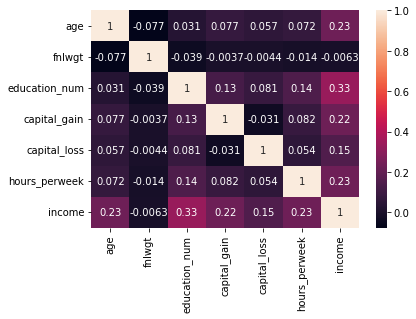 age 1 -0.077 0.031 0.077 0.057 0.072 0.23
fnlwgt -0.077 1 -0.039 -0.0037 -0.0044 -0.014 -0.0063
education_num 0.031 -0.039 1 0.13 0.081 0.14 0.33
capital_gain 0.077 -0.0037 0.13 1 -0.031 0.082 0.22
capital_loss 0.057 -0.0044 0.081 -0.031 1 0.054 0.15
hours_perweek 0.072 -0.014 0.14 0.082 0.054 1 0.23
income 0.23 -0.0063 0.33 0.22 0.15 0.23 1
age fnlwgt education_num capital_gain capital_loss hours_perweek income
1.0
0.8
0.6
0.4
0.2
0.0